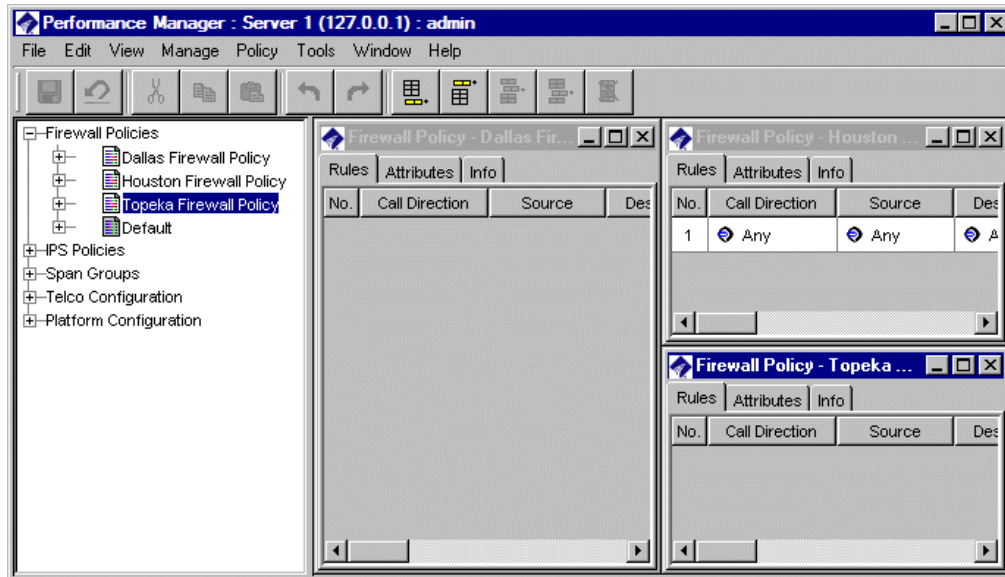 Performance Manager : Server 1 (127.0.0.1) : admin
File Edit View Manage Policy Tools Window Help
Firewall Policies
Dallas Firewall Policy
Houston Firewall Policy
Topeka Firewall Policy
Default
IPS Policies
Span Groups
Telco Configuration
Platform Configuration
Firewall Policy - Dallas Fir...
Rules Attributes Info
No. Call Direction Source Des
Firewall Policy - Houston ...
Rules Attributes Info
No. Call Direction Source Des
1 Any Any A
Firewall Policy - Topeka ...
Rules Attributes Info
No. Call Direction Source Des